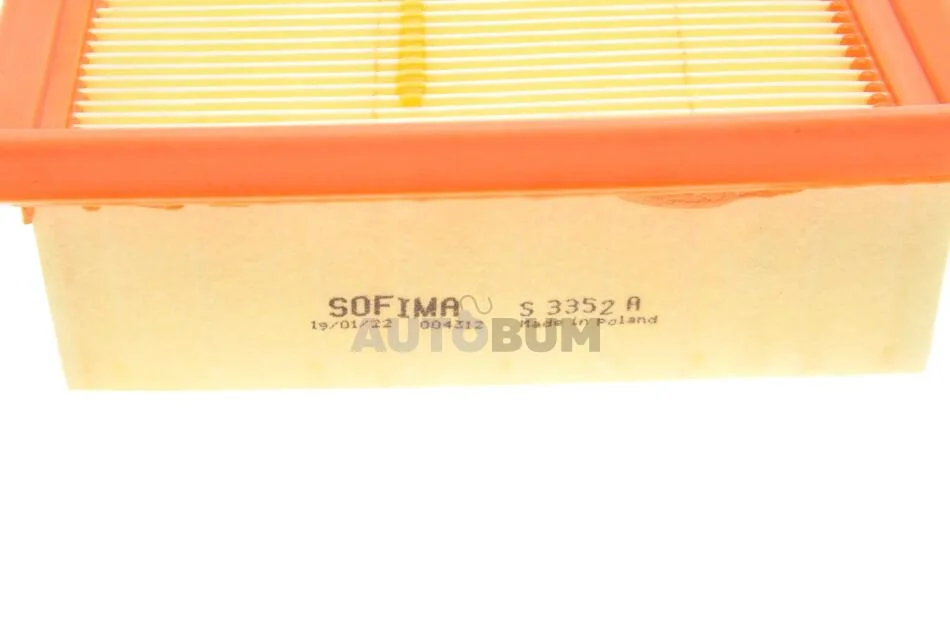 SOFIMA S 3352 A
19/01/22 004312 Made in Poland
AUTOBUM